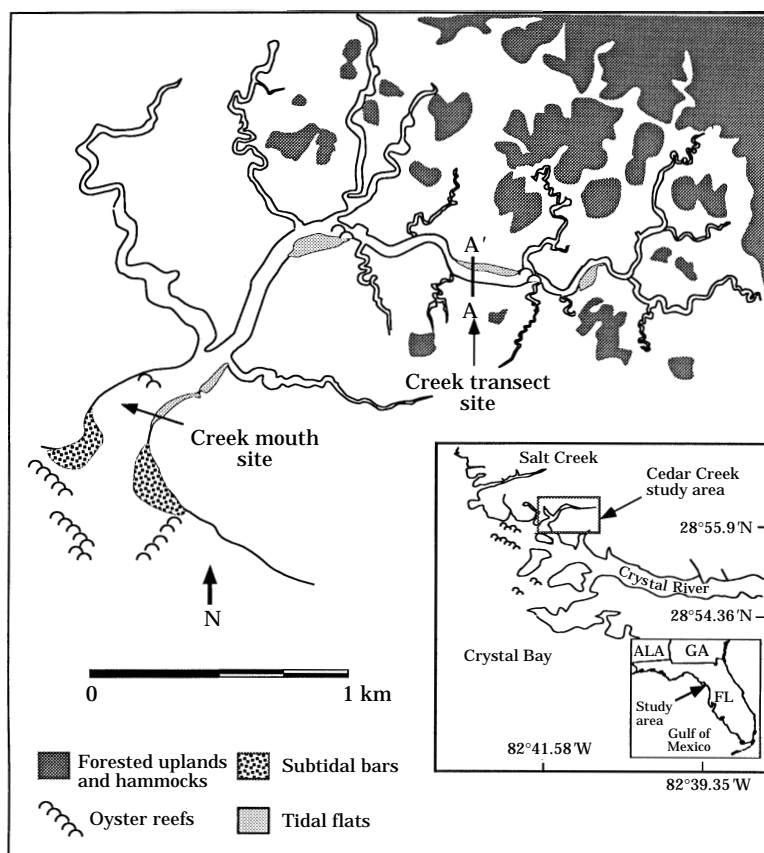 A'
A
Creek transect
site
Creek mouth
site
N
0
1 km
Forested uplands
and hammocks
Subtidal bars
Oyster reefs
Tidal flats
Salt Creek
Cedar Creek
study area
28°55.9'N
Crystal River
28°54.36'N
Crystal Bay
ALA
GA
FL
Study
area
Gulf of
Mexico
82°41.58'W
82°39.35'W